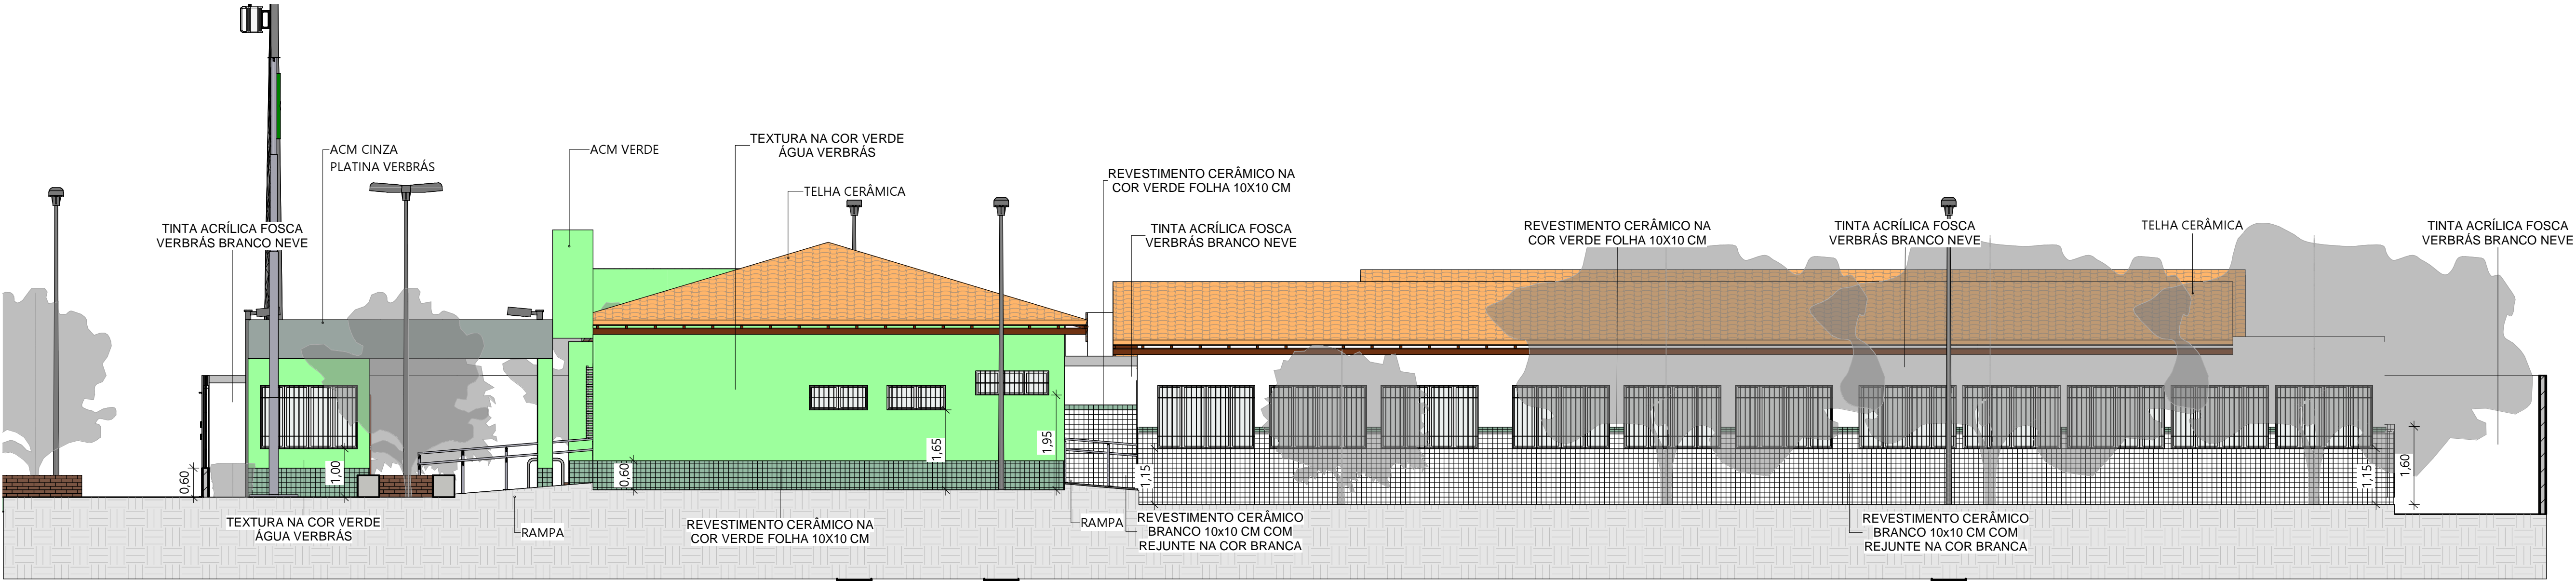 ACM CINZA
PLATINA VERBRÁS
ACM VERDE
TEXTURA NA COR VERDE
ÁGUA VERBRÁS
TELHA CERÂMICA
REVESTIMENTO CERÂMICO NA
COR VERDE FOLHA 10X10 CM
TINTA ACRÍLICA FOSCA
VERBRÁS BRANCO NEVE
TINTA ACRÍLICA FOSCA
VERBRÁS BRANCO NEVE
REVESTIMENTO CERÂMICO NA
COR VERDE FOLHA 10X10 CM
TINTA ACRÍLICA FOSCA
VERBRÁS BRANCO NEVE
TELHA CERÂMICA
TINTA ACRÍLICA FOSCA
VERBRÁS BRANCO NEVE
0,60
1,00
0,60
1,65
1,95
1,15
1,15
1,60
TEXTURA NA COR VERDE
ÁGUA VERBRÁS
RAMPA
REVESTIMENTO CERÂMICO NA
COR VERDE FOLHA 10X10 CM
RAMPA
REVESTIMENTO CERÂMICO
BRANCO 10x10 CM COM
REJUNTE NA COR BRANCA
REVESTIMENTO CERÂMICO
BRANCO 10x10 CM COM
REJUNTE NA COR BRANCA